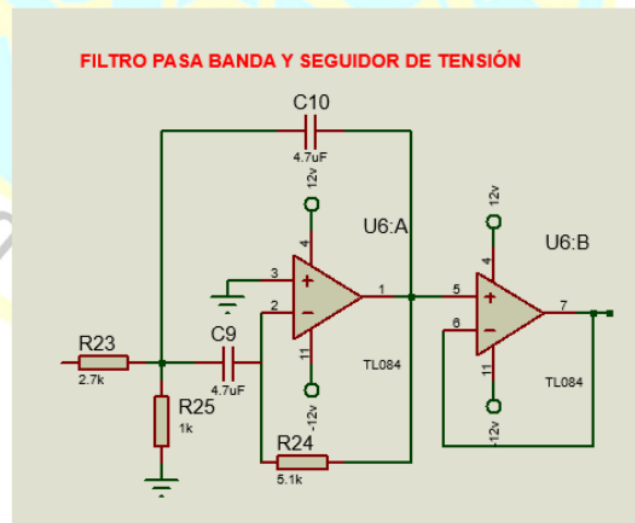 FILTRO PASA BANDA Y SEGUIDOR DE TENSIÓN
C10
4.7uF
12v
4
U6:A
3
2
1
11
TL084
-12v
12v
4
U6:B
5
6
7
11
TL084
-12v
R23
2.7k
C9
4.7uF
R25
1k
R24
5.1k